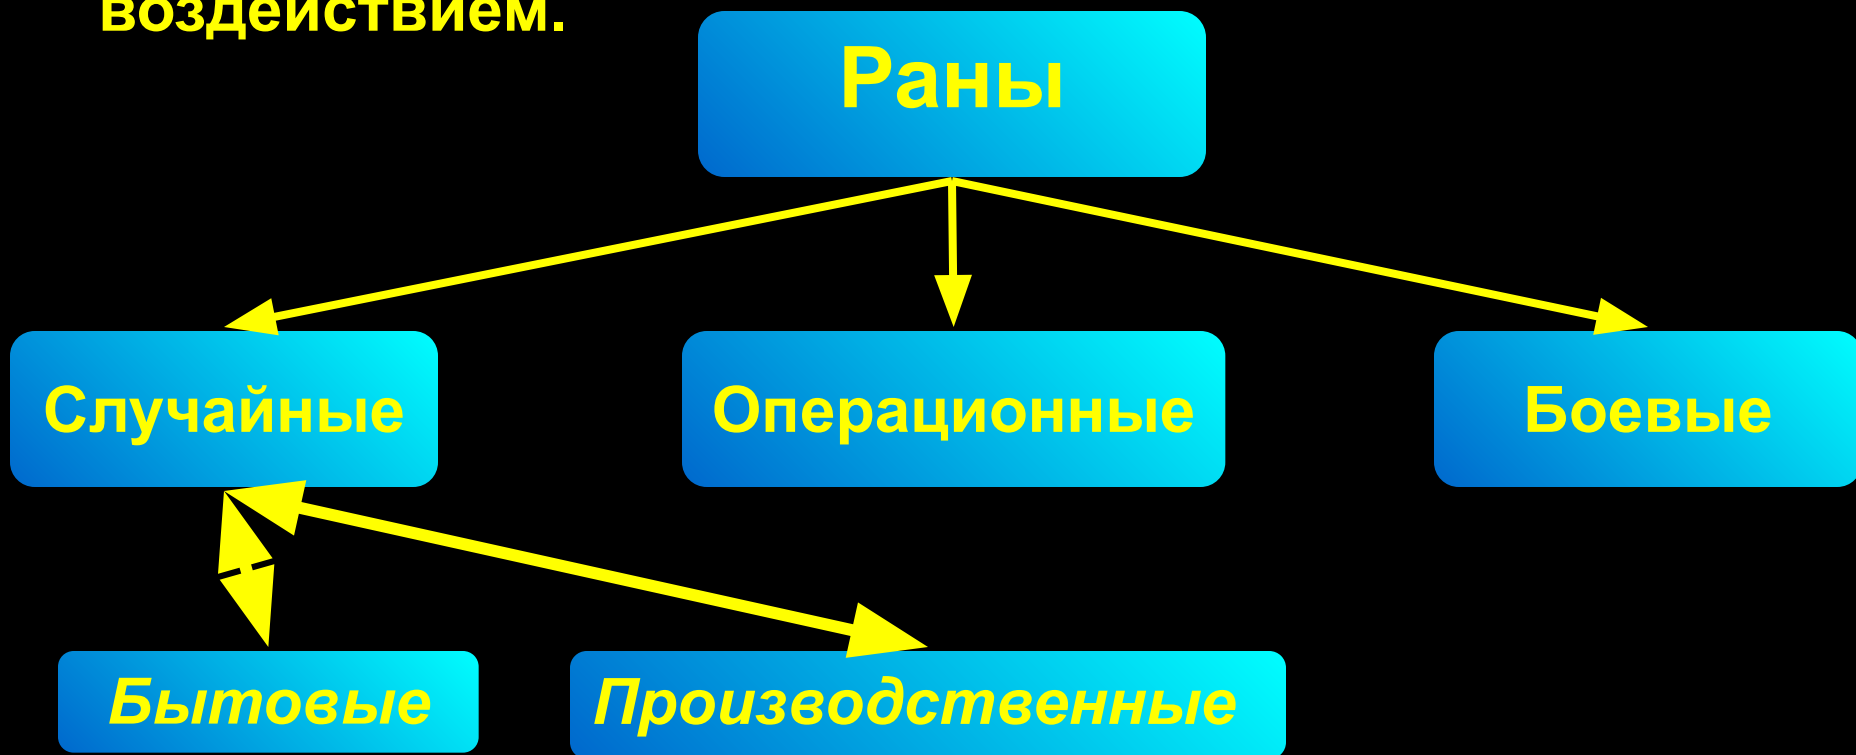 воздействием.
Раны
Случайные
Операционные
Боевые
Бытовые
Производственные